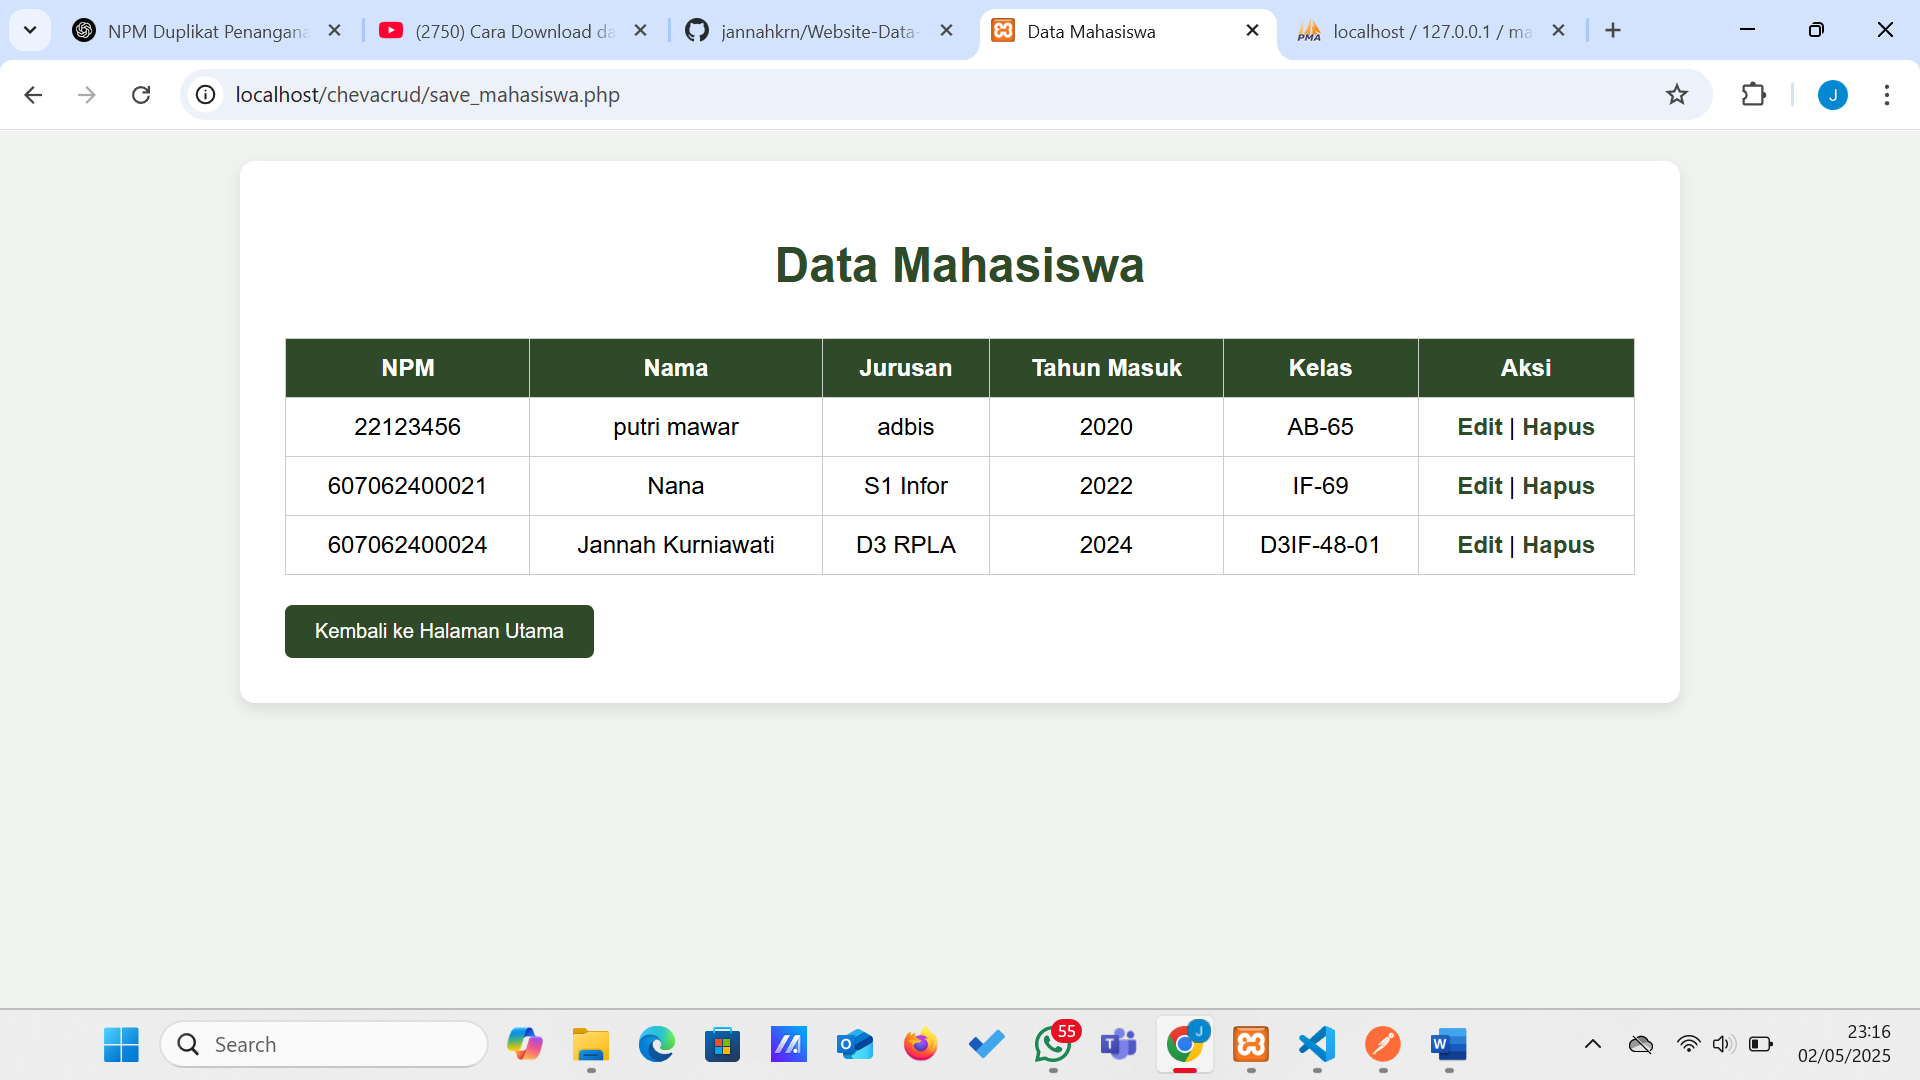 NPM Duplikat Penangana
(2750) Cara Download da
jannahkrn/Website-Data-
Data Mahasiswa
PMA
localhost / 127.0.0.1 / ma
localhost/chevacrud/save_mahasiswa.php
J
Data Mahasiswa
NPM Nama Jurusan Tahun Masuk Kelas Aksi
22123456 putri mawar adbis 2020 AB-65 Edit | Hapus
607062400021 Nana S1 Infor 2022 IF-69 Edit | Hapus
607062400024 Jannah Kurniawati D3 RPLA 2024 D3IF-48-01 Edit | Hapus
Kembali ke Halaman Utama
Search
55
J
23:16
02/05/2025